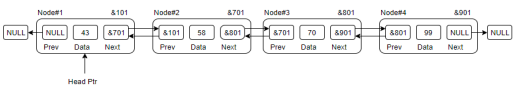 Node#1 &101 Node#2 &701 Node#3 &801 Node#4 &901
NULL NULL 43 &701 &101 58 &801 &701 70 &901 &801 99 NULL NULL
Prev Data Next Prev Data Next Prev Data Next Prev Data Next
Head Ptr